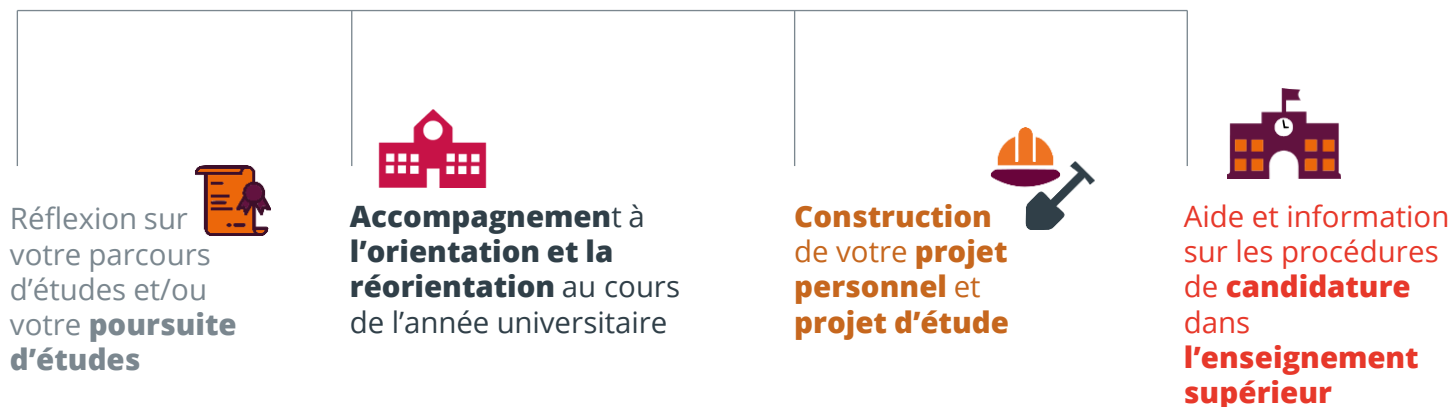 Réflexion sur
votre parcours
d’études et/ou
votre poursuite
d’études
Accompagnement à
l’orientation et la
réorientation au cours
de l’année universitaire
Construction
de votre projet
personnel et
projet d’étude
Aide et information
sur les procédures
de candidature
dans
l’enseignement
supérieur